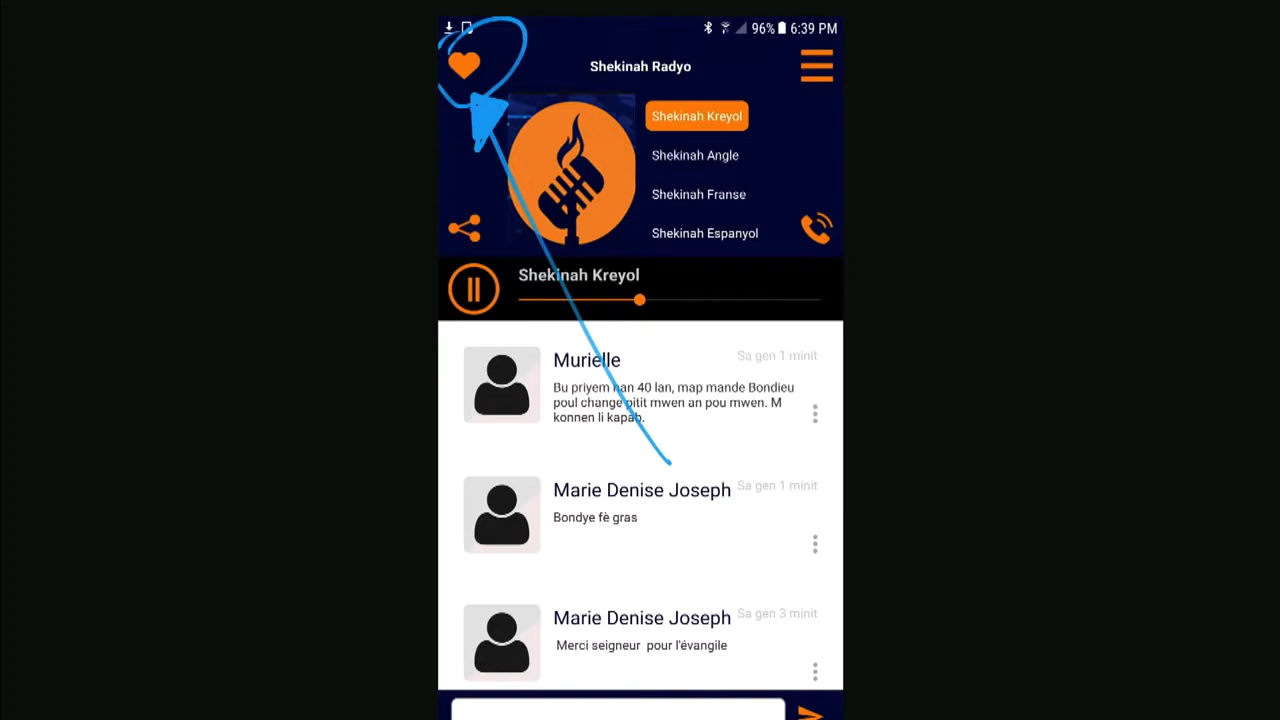 96% 6:39 PM
Shekinah Radyo
Shekinah Kreyol
Shekinah Angle
Shekinah Franse
Shekinah Espanyol
Shekinah Kreyol
Murielle
Sa gen 1 minit
Bu priyem nan 40 lan, map mande Bondieu
poul change pitit mwen an pou mwen. M
konnen li kapab.
Marie Denise Joseph
Sa gen 1 minit
Bondye fè gras
Marie Denise Joseph
Sa gen 3 minit
Merci seigneur  pour l'évangile